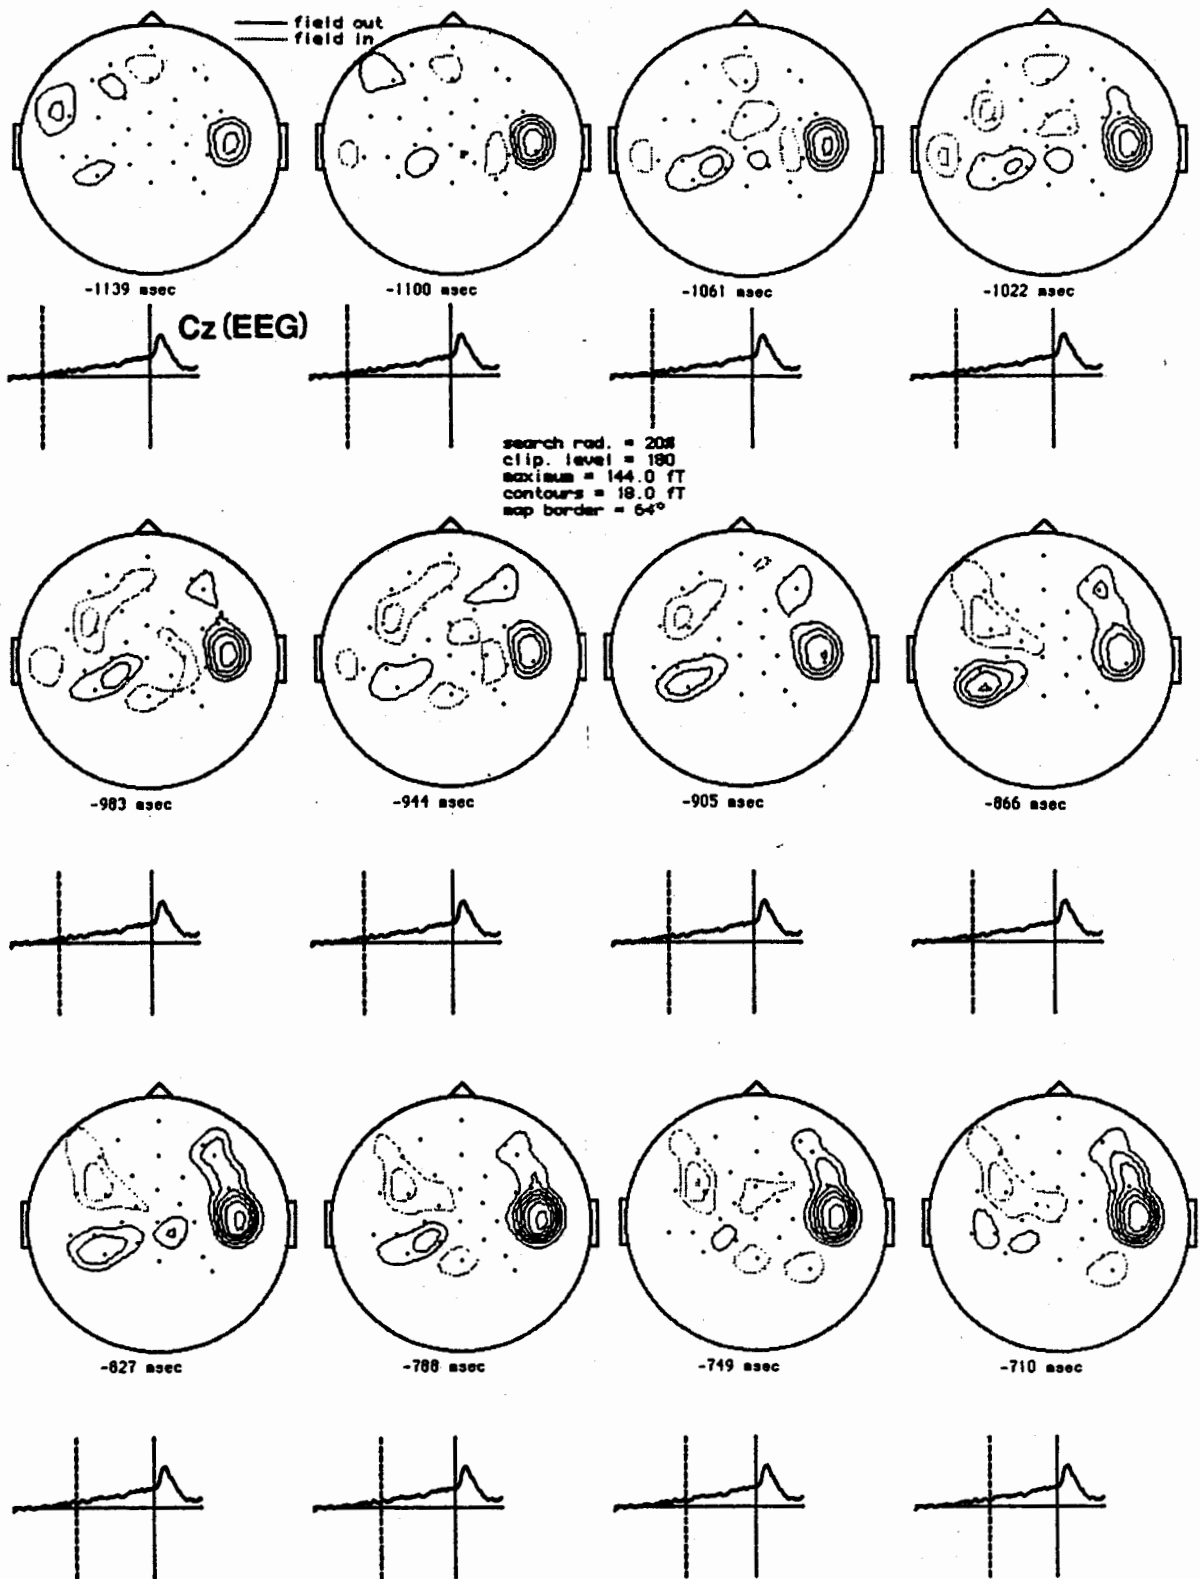 field out
field in
-1139 msec
-1100 msec
-1061 msec
-1022 msec
Cz (EEG)
search rad. = 20%
clip. level = 180
maximum = 144.0 fT
contours = 18.0 fT
map border = 64°
-983 msec
-944 msec
-905 msec
-866 msec
-827 msec
-788 msec
-749 msec
-710 msec